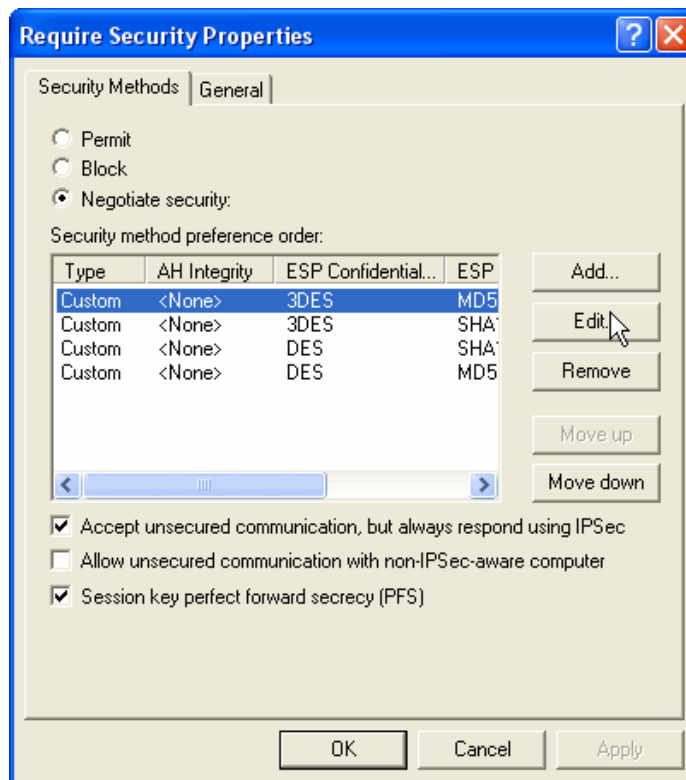 Require Security Properties
Security Methods General
Permit
Block
Negotiate security:
Security method preference order:
Type AH Integrity ESP Confidential... ESP
Custom <None> 3DES MD5
Custom <None> 3DES SHA
Custom <None> DES SHA
Custom <None> DES MD5
Add...
Edit..
Remove
Move up
Move down
Accept unsecured communication, but always respond using IPSec
Allow unsecured communication with non-IPSec-aware computer
Session key perfect forward secrecy (PFS)
OK Cancel Apply